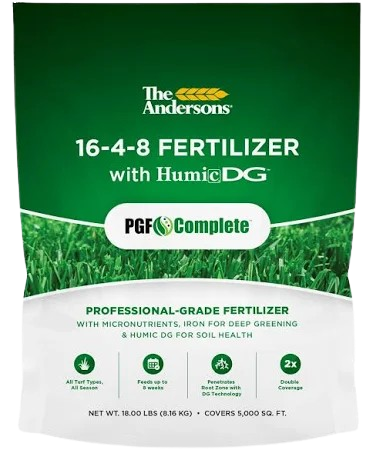 The
Andersons®
16-4-8 FERTILIZER
with HumicDG™
PGF Complete™
PROFESSIONAL-GRADE FERTILIZER
WITH MICRONUTRIENTS, IRON FOR DEEP GREENING
& HUMIC DG FOR SOIL HEALTH
2x
All Turf Types,
All Season
Feeds up to
8 weeks
Penetrates
Root Zone with
DG Technology
Double
Coverage
NET WT. 18.00 LBS (8.16 KG) • COVERS 5,000 SQ. FT.